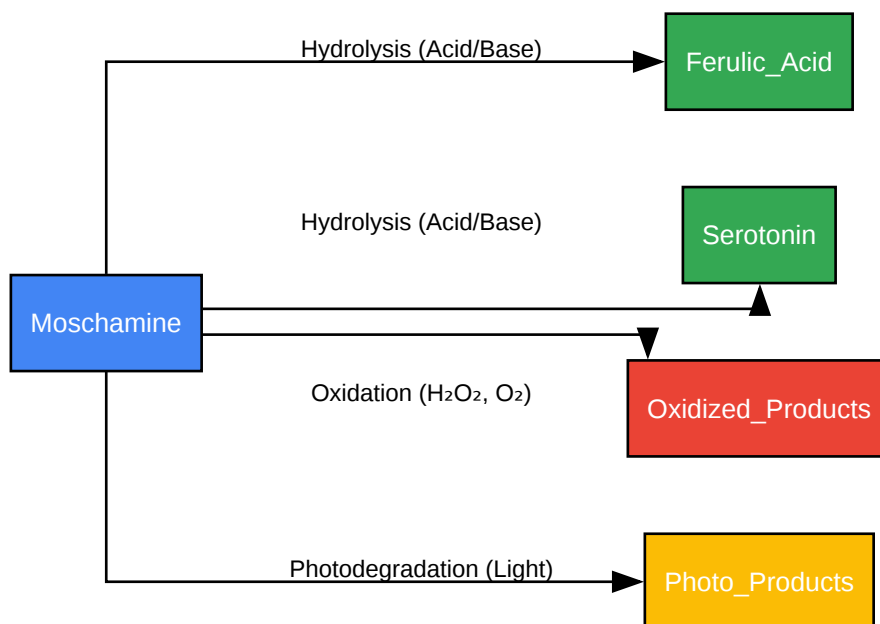 Hydrolysis (Acid/Base)
Ferulic_Acid
Hydrolysis (Acid/Base)
Serotonin
Moschamine
Oxidation (H₂O₂, O₂)
Oxidized_Products
Photodegradation (Light)
Photo_Products